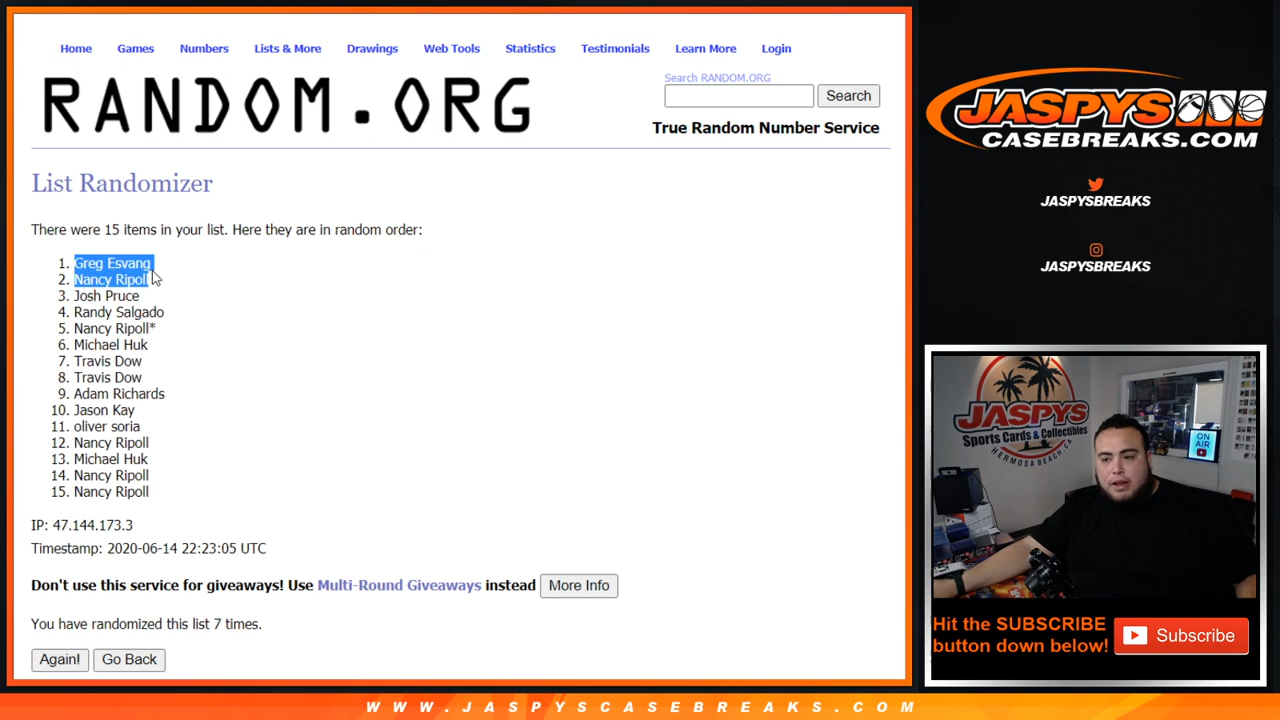 Home Games Numbers Lists & More Drawings Web Tools Statistics Testimonials Learn More Login
RANDOM.ORG
Search RANDOM.ORG
Search
True Random Number Service
List Randomizer
There were 15 items in your list. Here they are in random order:
1. Greg Esvang
2. Nancy Ripoll
3. Josh Pruce
4. Randy Salgado
5. Nancy Ripoll*
6. Michael Huk
7. Travis Dow
8. Travis Dow
9. Adam Richards
10. Jason Kay
11. oliver soria
12. Nancy Ripoll
13. Michael Huk
14. Nancy Ripoll
15. Nancy Ripoll
IP: 47.144.173.3
Timestamp: 2020-06-14 22:23:05 UTC
Don't use this service for giveaways! Use Multi-Round Giveaways instead More Info
You have randomized this list 7 times.
Again! Go Back
JASPYS
CASEBREAKS.COM
JASPYSBREAKS
JASPYSBREAKS
JASPYS
Sports Cards & Collectibles
HERMOSA BEACH, CA
ON
AIR
Hit the SUBSCRIBE
button down below!
Subscribe
WWW.JASPYSCASEBREAKS.COM